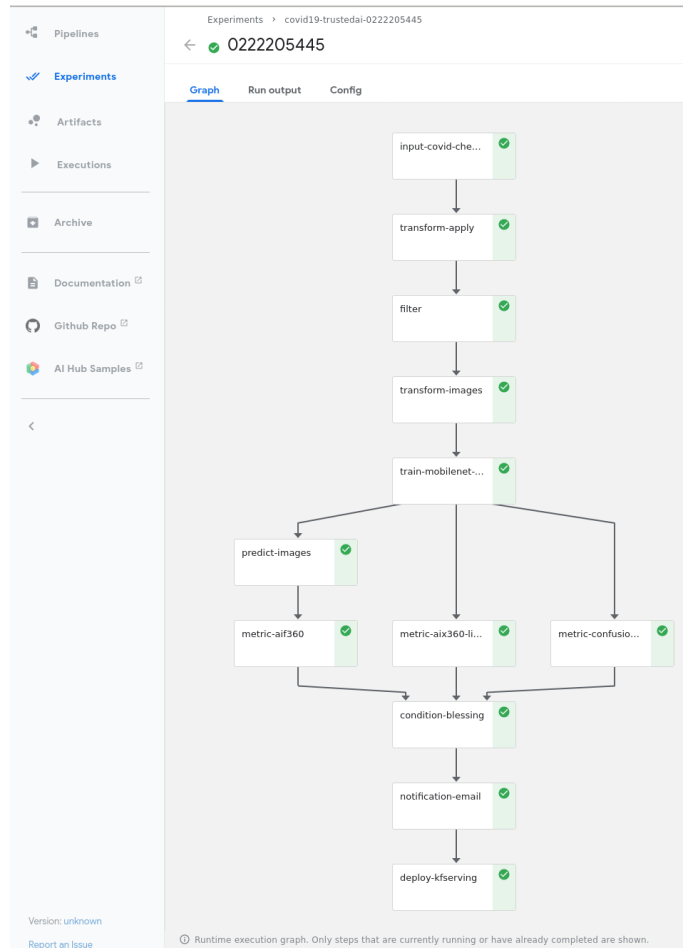 Pipelines
Experiments
Artifacts
Executions
Archive
Documentation
Github Repo
AI Hub Samples
Version: unknown
Report an Issue
Experiments › covid19-trustedai-0222205445
0222205445
Graph Run output Config
input-covid-che...
transform-apply
filter
transform-images
train-mobilenet-...
predict-images
metric-aif360 metric-aix360-li... metric-confusio...
condition-blessing
notification-email
deploy-kfserving
Runtime execution graph. Only steps that are currently running or have already completed are shown.